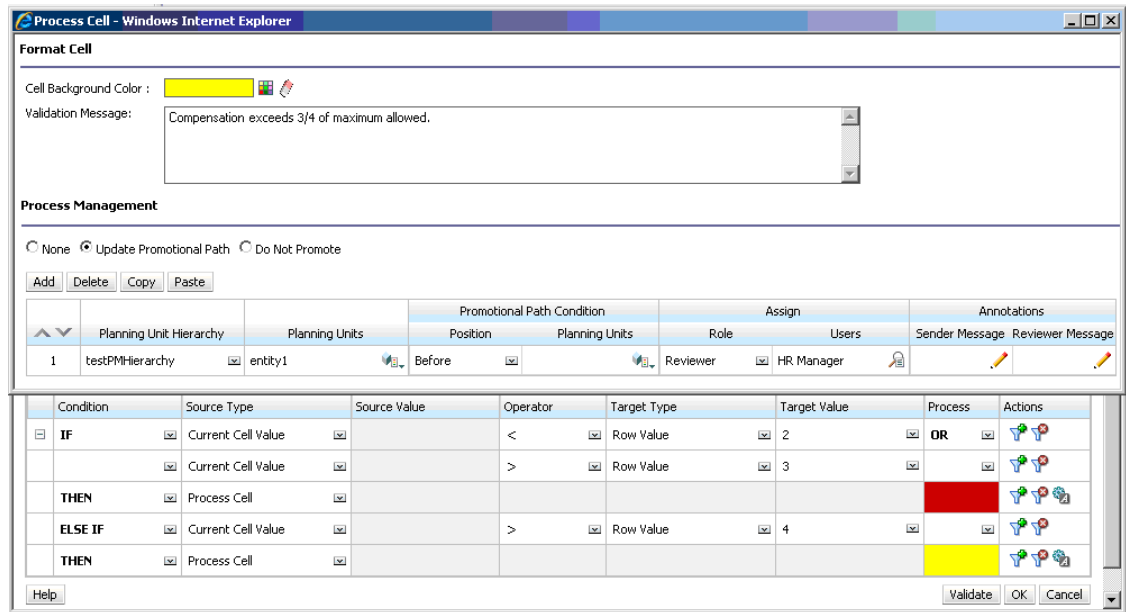 Process Cell - Windows Internet Explorer
Format Cell
Cell Background Color :
Validation Message:
Compensation exceeds 3/4 of maximum allowed.
Process Management
None Update Promotional Path Do Not Promote
Add Delete Copy Paste
Promotional Path Condition Assign Annotations
Planning Unit Hierarchy Planning Units Position Planning Units Role Users Sender Message Reviewer Message
1 testPMHierarchy entity1 Before Reviewer HR Manager
Condition Source Type Source Value Operator Target Type Target Value Process Actions
IF Current Cell Value < Row Value 2 OR
Current Cell Value > Row Value 3
THEN Process Cell
ELSE IF Current Cell Value > Row Value 4
THEN Process Cell
Help Validate OK Cancel